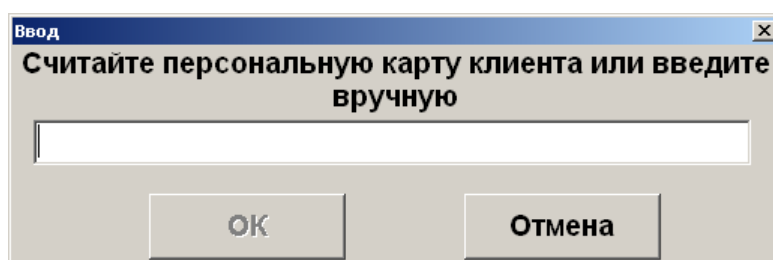 Ввод
Считайте персональную карту клиента или введите
вручную
ОК
Отмена